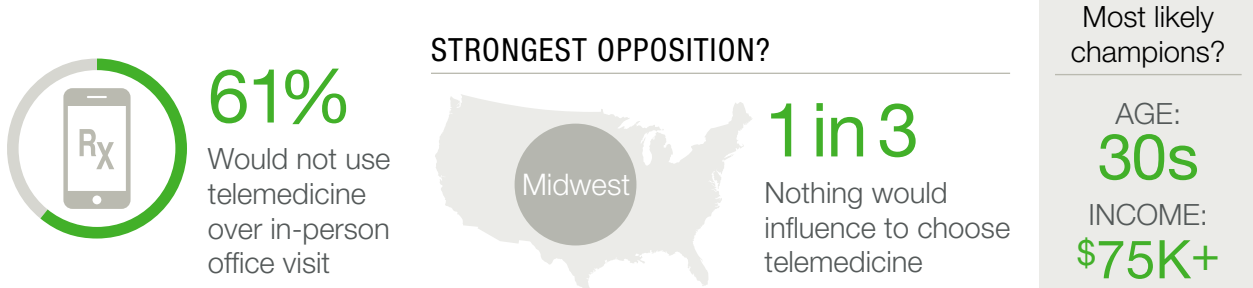 Rx
61%
Would not use
telemedicine
over in-person
office visit
STRONGEST OPPOSITION?
Midwest
1 in 3
Nothing would
influence to choose
telemedicine
Most likely
champions?
AGE:
30s
INCOME:
$75K+